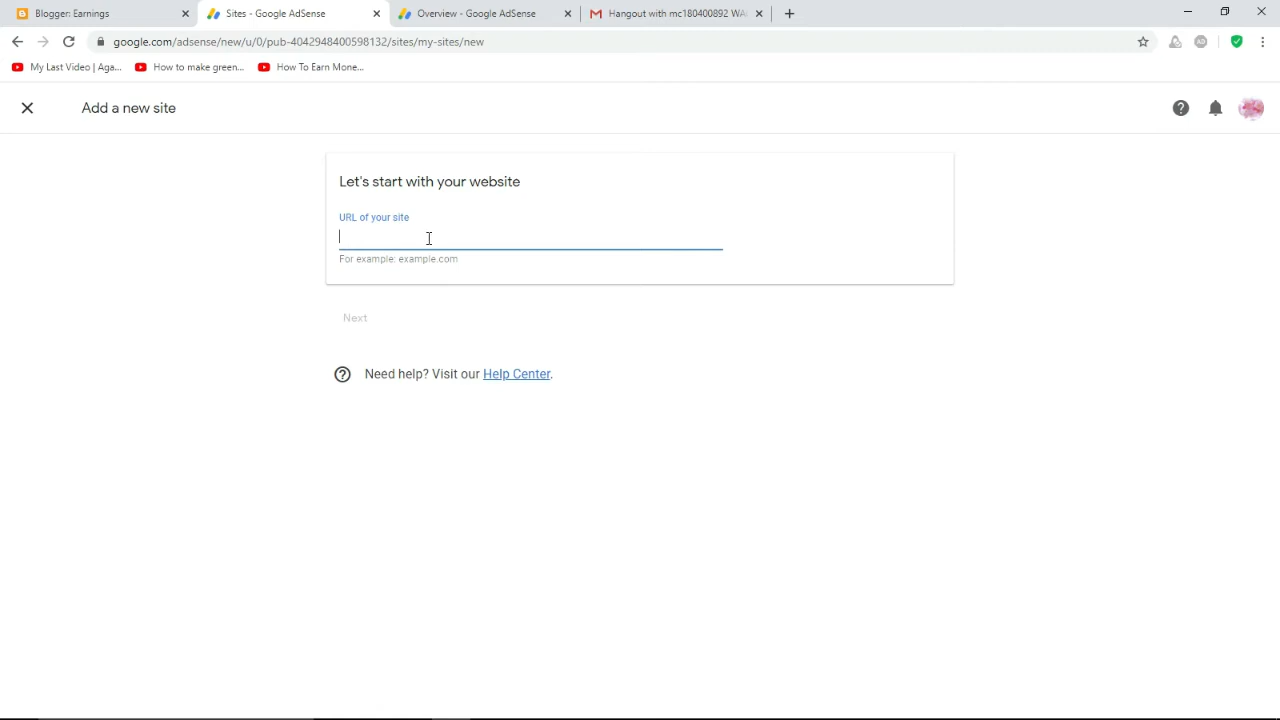 Blogger: Earnings
Sites - Google AdSense
Overview - Google AdSense
Hangout with mc180400892 WA
google.com/adsense/new/u/0/pub-4042948400598132/sites/my-sites/new
My Last Video | Aga...
How to make green...
How To Earn Mone...
Add a new site
Let's start with your website
URL of your site
For example: example.com
Next
Need help? Visit our Help Center.